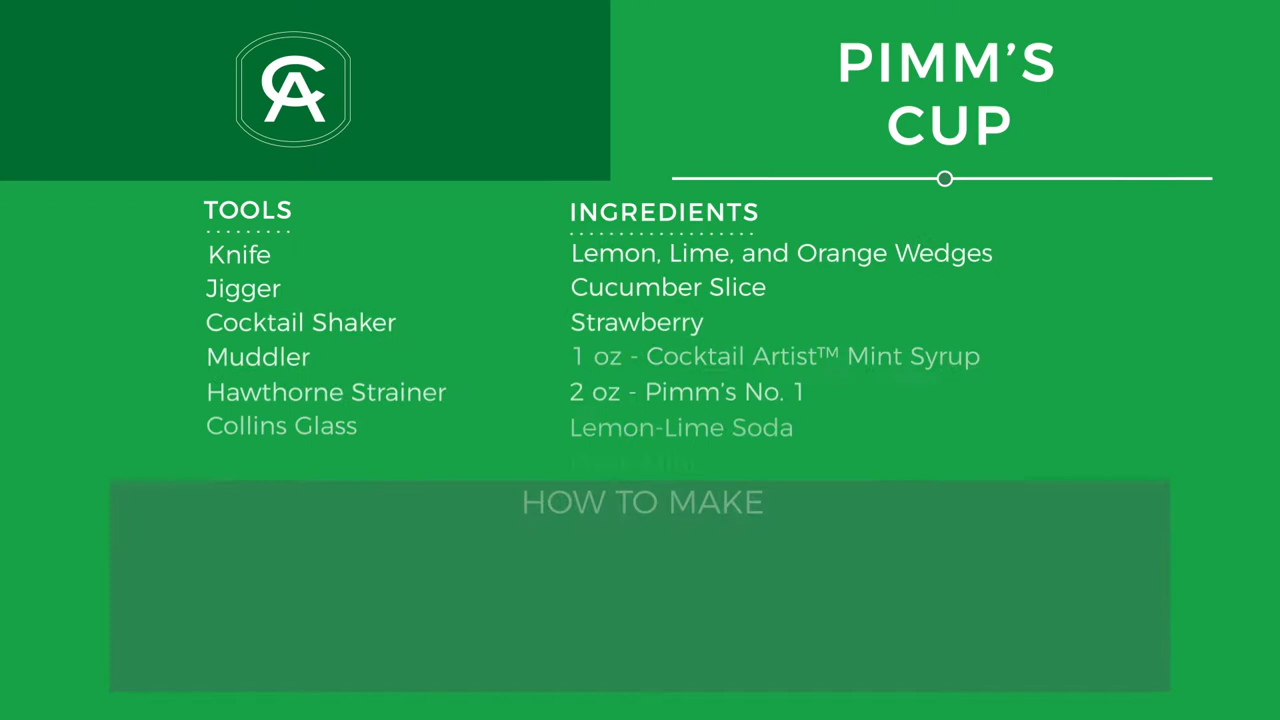 CA
PIMM’S
CUP
TOOLS
Knife
Jigger
Cocktail Shaker
Muddler
Hawthorne Strainer
Collins Glass
INGREDIENTS
Lemon, Lime, and Orange Wedges
Cucumber Slice
Strawberry
1 oz - Cocktail Artist™ Mint Syrup
2 oz - Pimm’s No. 1
Lemon-Lime Soda
HOW TO MAKE